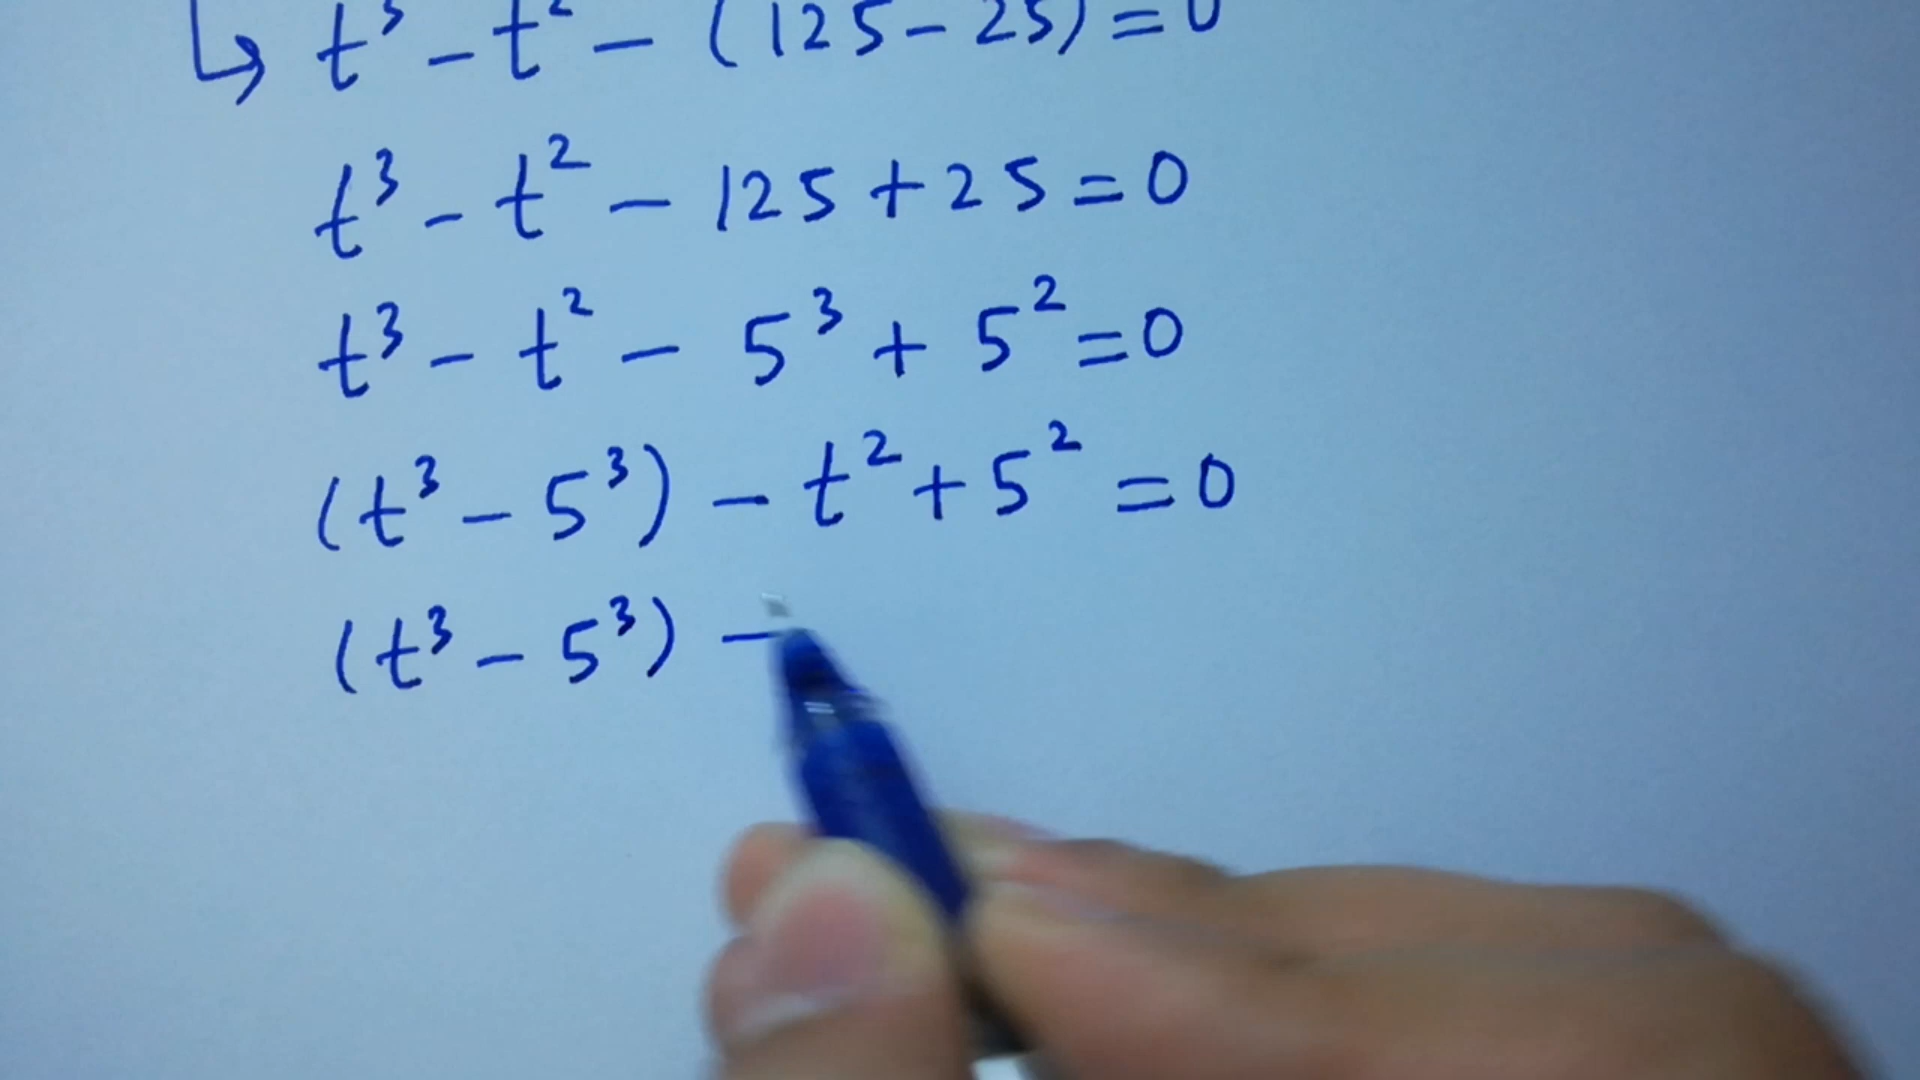 ↳ t³ - t² - (125 - 25) = 0
t³ - t² - 125 + 25 = 0
t³ - t² - 5³ + 5² = 0
(t³ - 5³) - t² + 5² = 0
(t³ - 5³) -